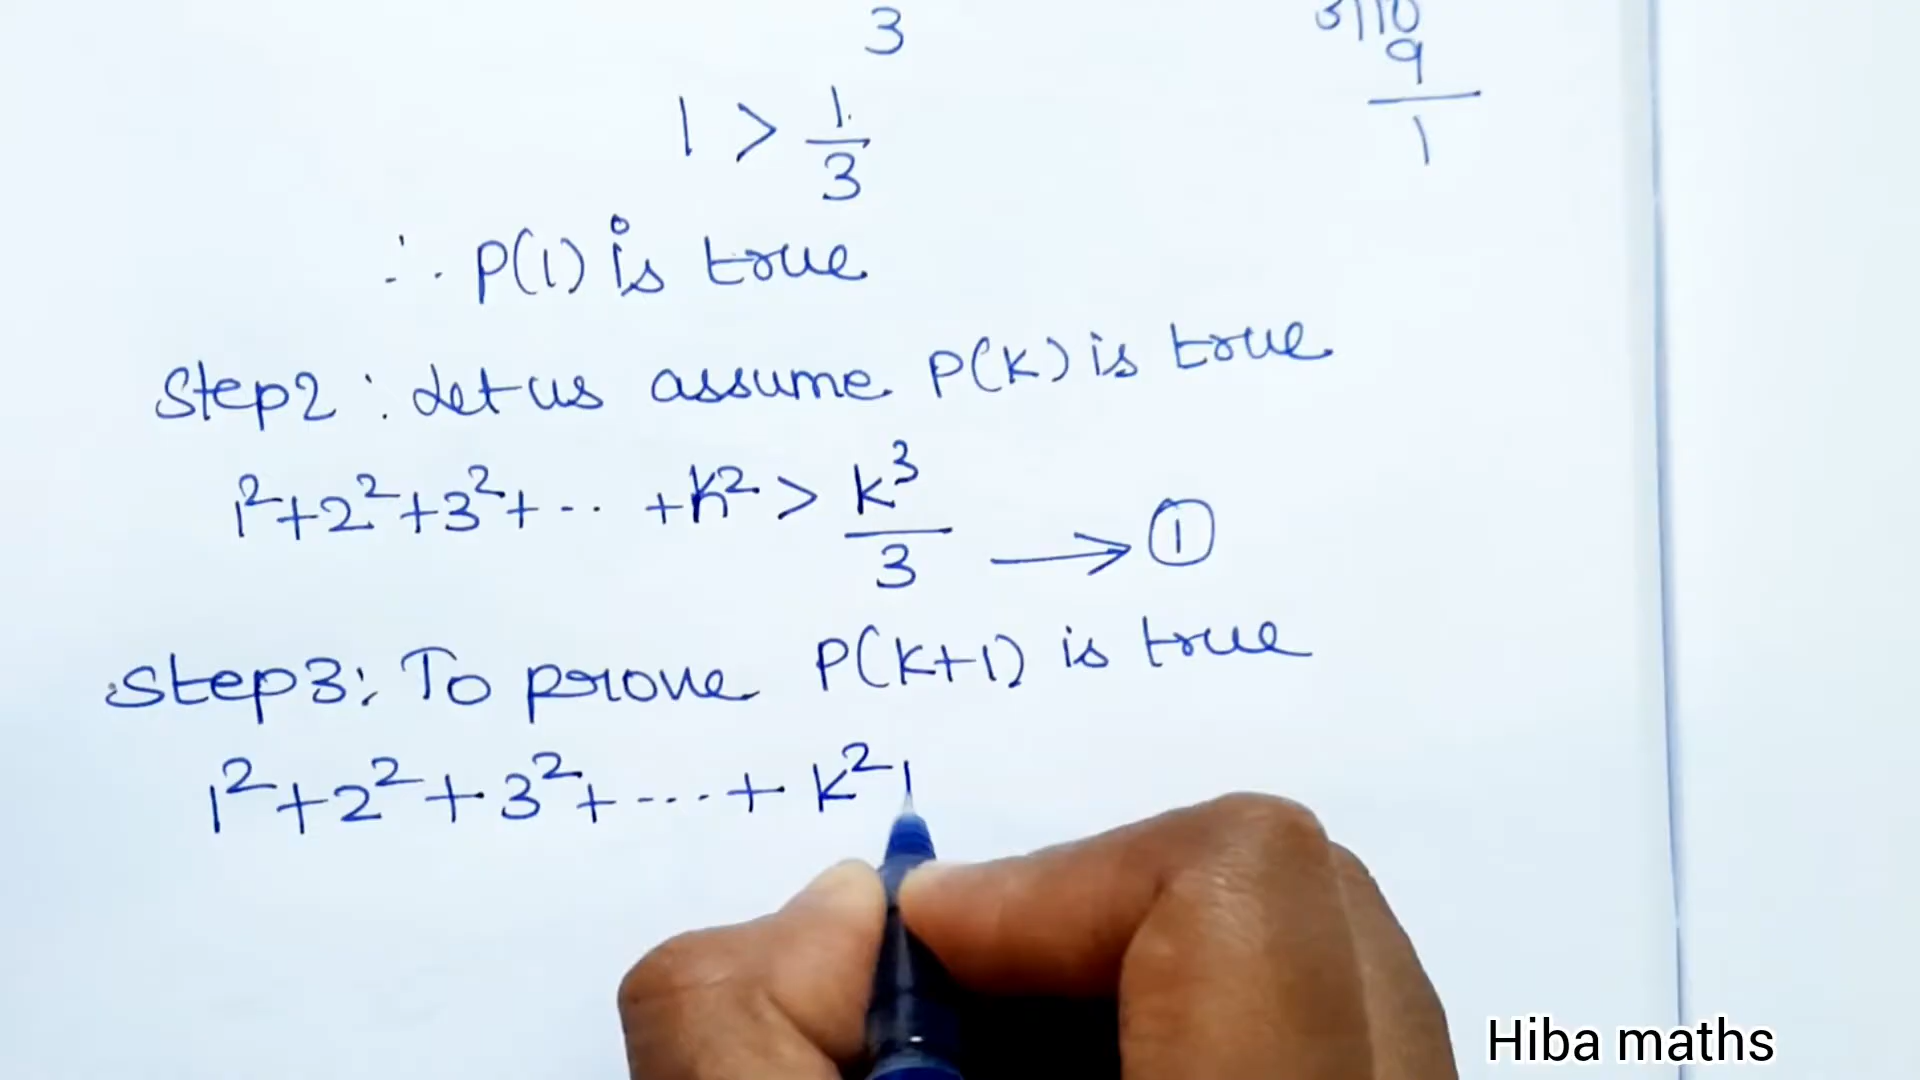 3
3)10
9
1 > 1/3
1
∴ P(1) is true
Step2: Let us assume P(k) is true
1²+2²+3²+.. +k² > k³/3 → ①
Step3: To prove P(k+1) is true
1²+2²+3²+....+ k²
Hiba maths